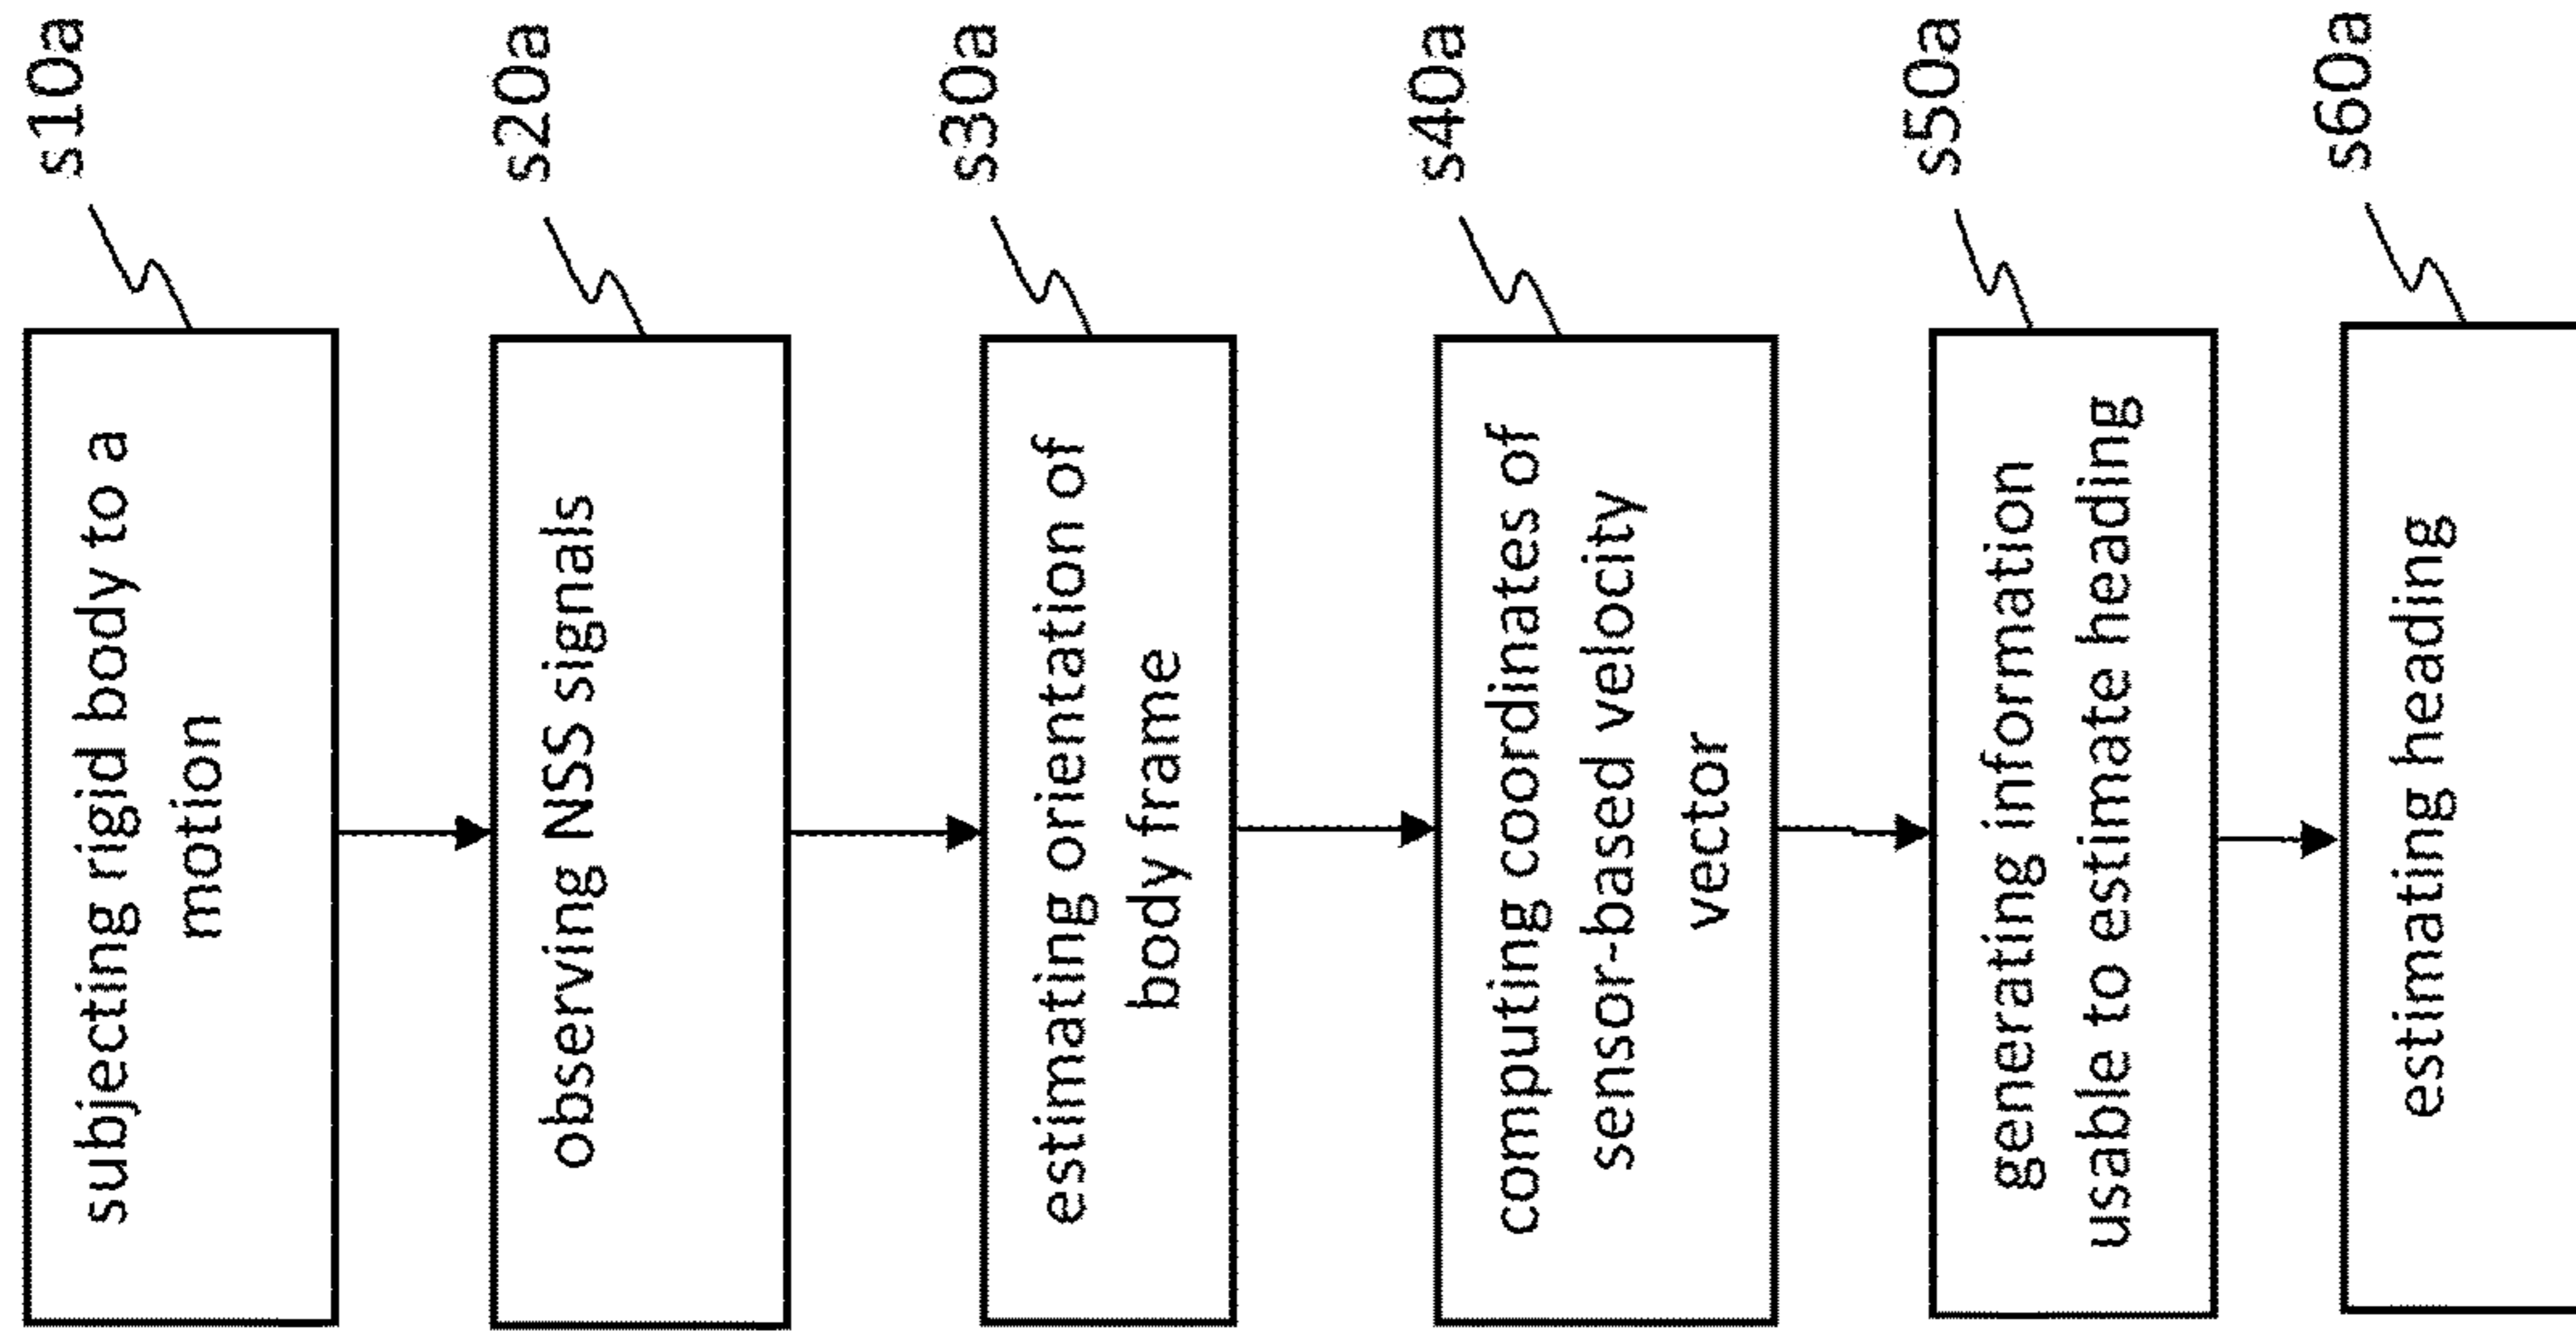 subjecting rigid body to a
motion
s10a
observing NSS signals
s20a
estimating orientation of
body frame
s30a
computing coordinates of
sensor-based velocity
vector
s40a
generating information
usable to estimate heading
s50a
estimating heading
s60a